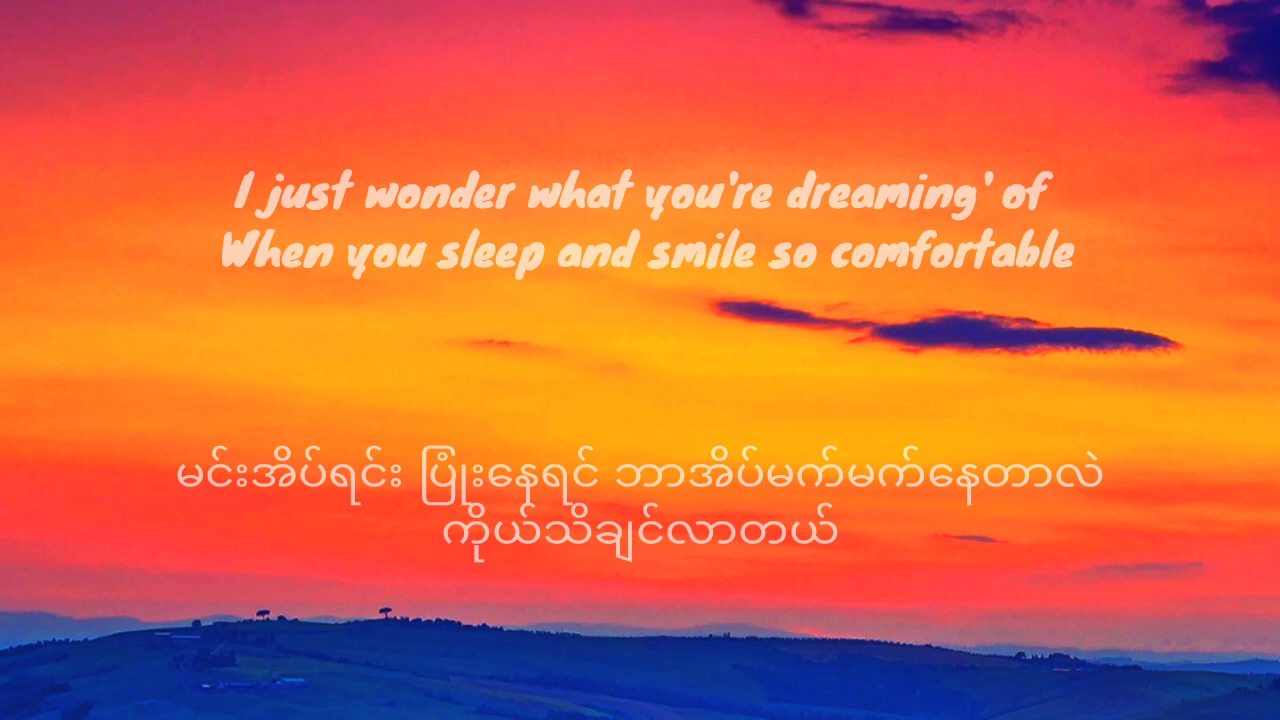 I just wonder what you're dreaming' of
When you sleep and smile so comfortable
မင်းအိပ်ရင်း ပြုံးနေရင် ဘာအိပ်မက်မက်နေတာလဲ
ကိုယ်သိချင်လာတယ်